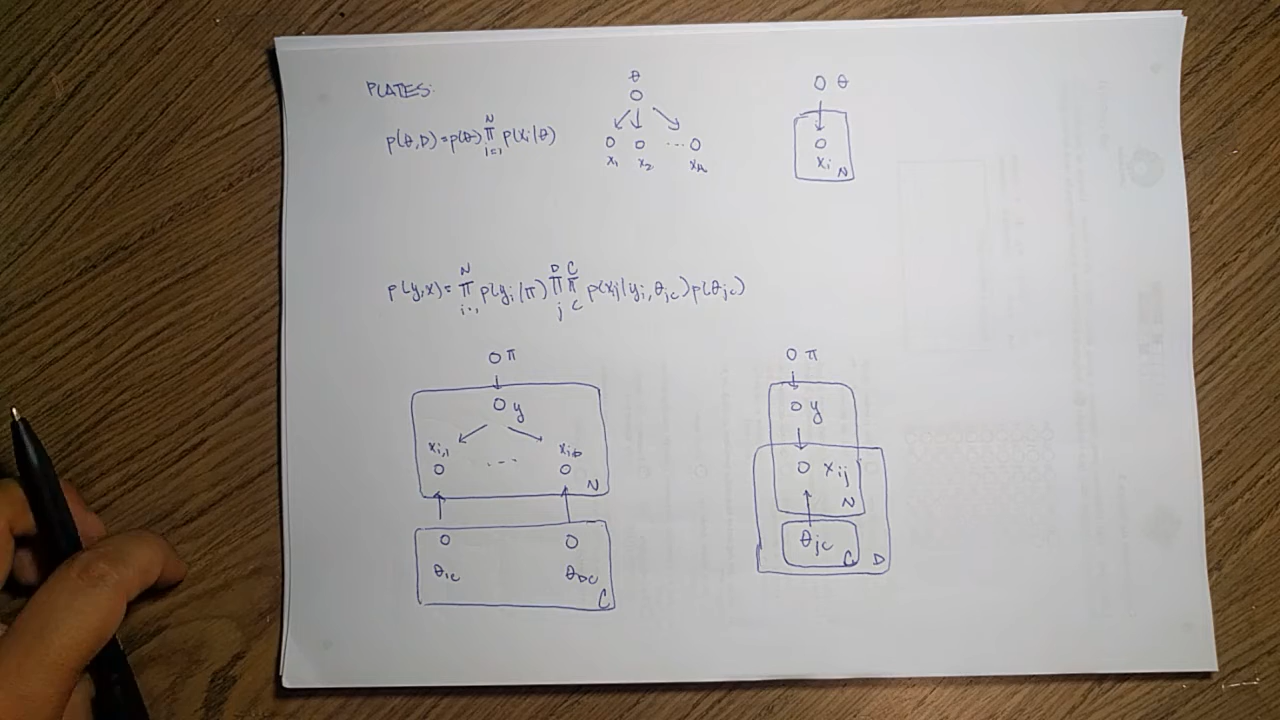 PLATES:
p(θ,D)=p(θ) N π i=1 p(xi|θ)
θ
x1 x2 ... xn
θ
xi N
p(y,x)= N π i=1 p(yi|π) D π j C π c p(xij|yi,θjc)p(θjc)
π
y
xi,1 ... xi,D
N
θ1c θDC
C
π
y
xij
N
θjc
C D